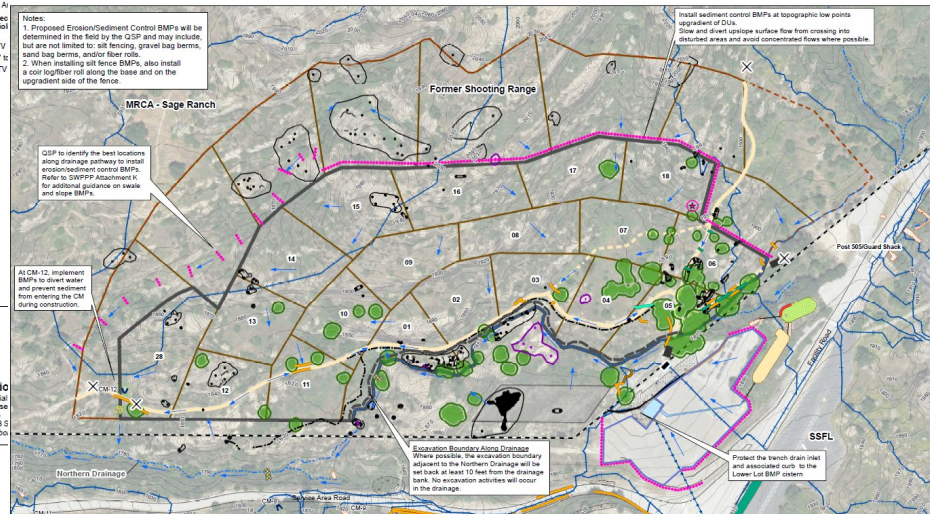 Notes:
1. Proposed Erosion/Sediment Control BMPs will be
determined in the field by the QSP and may include,
but are not limited to: silt fencing, gravel bag berms,
sand bag berms, and/or fiber rolls.
2. When installing silt fence BMPs, also install
a coir log/fiber roll along the base and on the
upgradient side of the fence.
Install sediment control BMPs at topographic low points
upgradient of DUs.
Slow and divert upslope surface flow from crossing into
disturbed areas and avoid concentrated flows where possible.
MRCA - Sage Ranch
Former Shooting Range
QSP to identify the best locations
along drainage pathway to install
erosion/sediment control BMPs.
Refer to SWPPP Attachment K
for additonal guidance on swale
and slope BMPs.
17
18
16
15
07
08
14
09
06
Post 505/Guard Shack
At CM-12, implement
BMPs to divert water
and prevent sediment
from entering the CM
during construction.
03
04
02
05
10
13
01
28
11
12
CM-12
Facility Road
SSFL
Excavation Boundary Along Drainage
Where possible, the excavation boundary
adjacent to the Northern Drainage will be
set back at least 10 feet from the drainage
bank. No excavation activities will occur
in the drainage.
Protect the trench drain inlet
and associated curb to the
Lower Lot BMP cistern
Northern Drainage
Service Area Road
CM-8
CM-9
CM-11